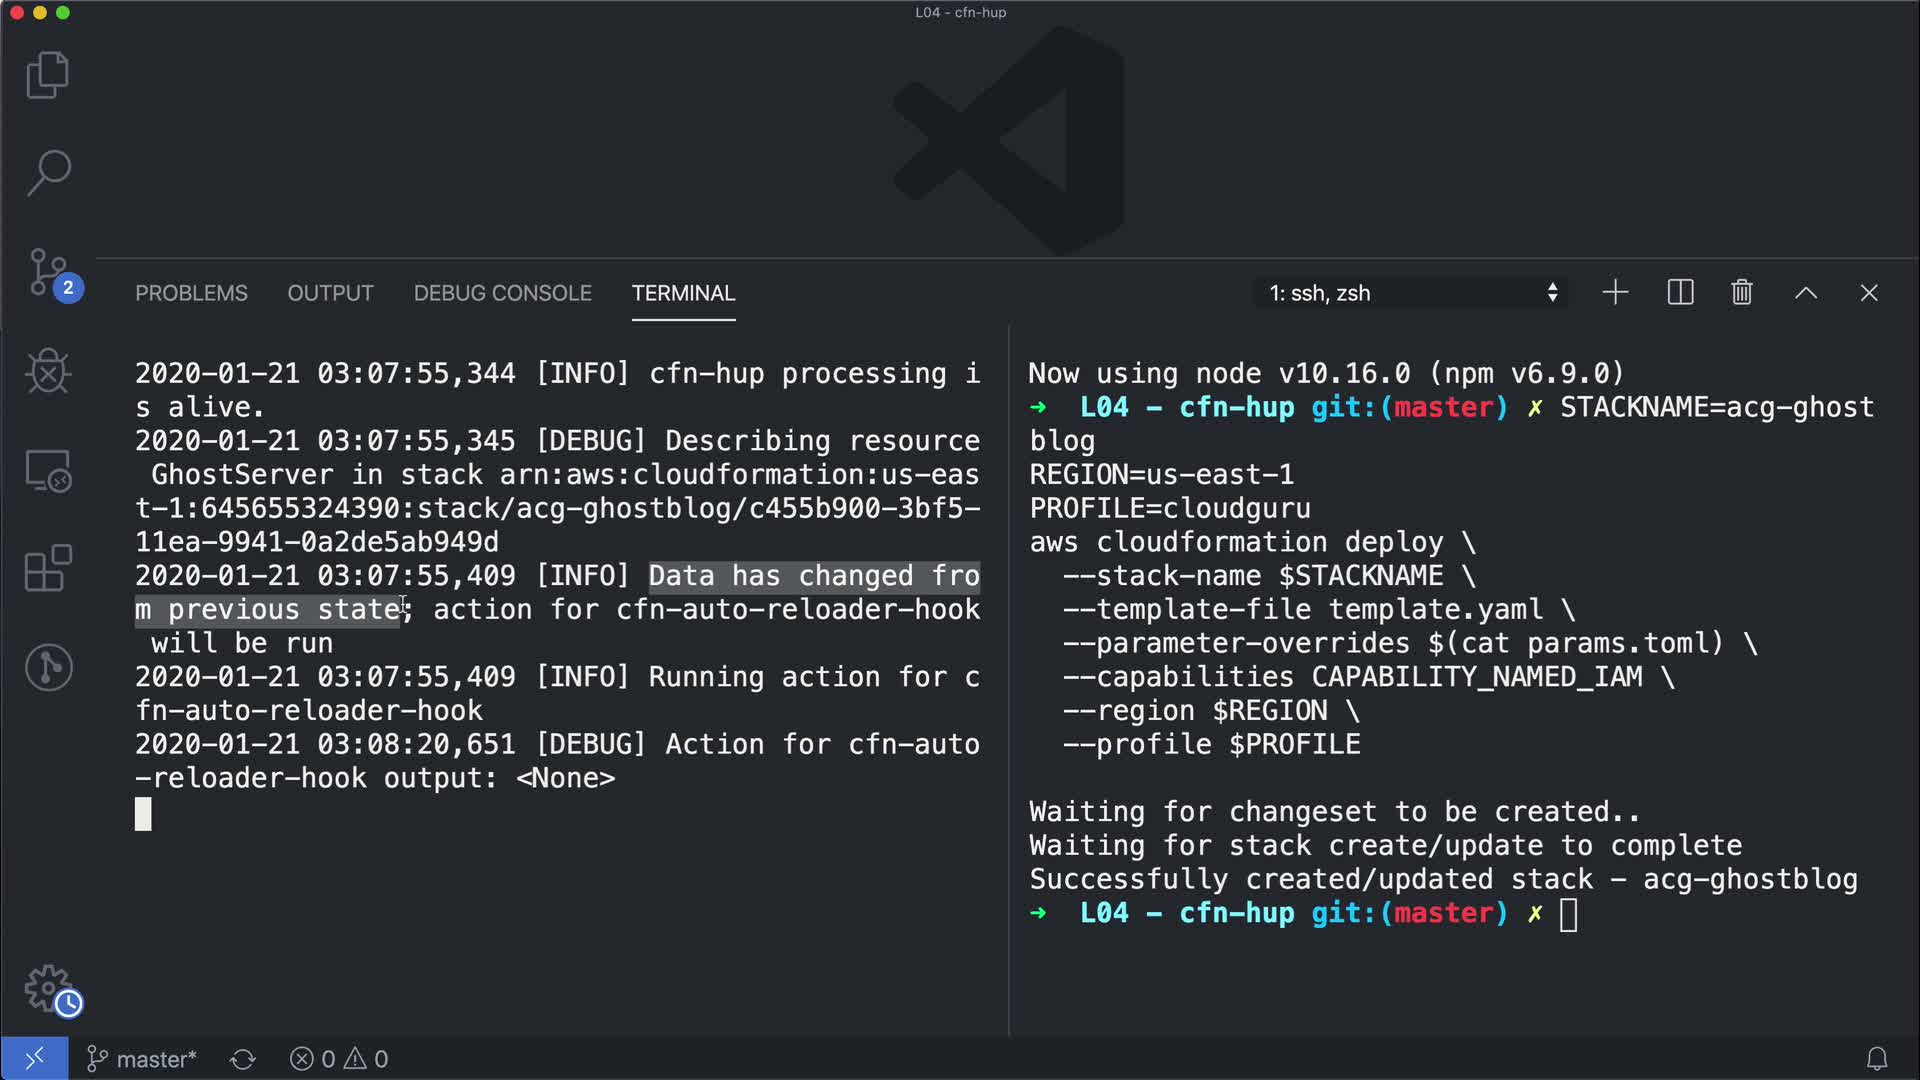 L04 - cfn-hup
2
PROBLEMS OUTPUT DEBUG CONSOLE TERMINAL 1: ssh, zsh
2020-01-21 03:07:55,344 [INFO] cfn-hup processing i
s alive.
2020-01-21 03:07:55,345 [DEBUG] Describing resource
GhostServer in stack arn:aws:cloudformation:us-eas
t-1:645655324390:stack/acg-ghostblog/c455b900-3bf5-
11ea-9941-0a2de5ab949d
2020-01-21 03:07:55,409 [INFO] Data has changed fro
m previous state; action for cfn-auto-reloader-hook
will be run
2020-01-21 03:07:55,409 [INFO] Running action for c
fn-auto-reloader-hook
2020-01-21 03:08:20,651 [DEBUG] Action for cfn-auto
-reloader-hook output: <None>
Now using node v10.16.0 (npm v6.9.0)
➜ L04 - cfn-hup git:(master) ✗ STACKNAME=acg-ghost
blog
REGION=us-east-1
PROFILE=cloudguru
aws cloudformation deploy \
--stack-name $STACKNAME \
--template-file template.yaml \
--parameter-overrides $(cat params.toml) \
--capabilities CAPABILITY_NAMED_IAM \
--region $REGION \
--profile $PROFILE
Waiting for changeset to be created..
Waiting for stack create/update to complete
Successfully created/updated stack - acg-ghostblog
➜ L04 - cfn-hup git:(master) ✗
master* 0 0